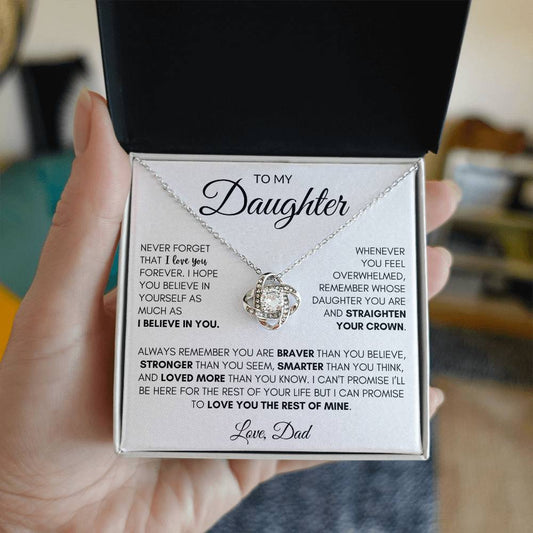 TO MY
Daughter
NEVER FORGET
THAT I love you
FOREVER. I HOPE
YOU BELIEVE IN
YOURSELF AS
MUCH AS
I BELIEVE IN YOU.
WHENEVER
YOU FEEL
OVERWHELMED,
REMEMBER WHOSE
DAUGHTER YOU ARE
AND STRAIGHTEN
YOUR CROWN.
ALWAYS REMEMBER YOU ARE BRAVER THAN YOU BELIEVE,
STRONGER THAN YOU SEEM, SMARTER THAN YOU THINK,
AND LOVED MORE THAN YOU KNOW. I CAN'T PROMISE I'LL
BE HERE FOR THE REST OF YOUR LIFE BUT I CAN PROMISE
TO LOVE YOU THE REST OF MINE.
Love, Dad